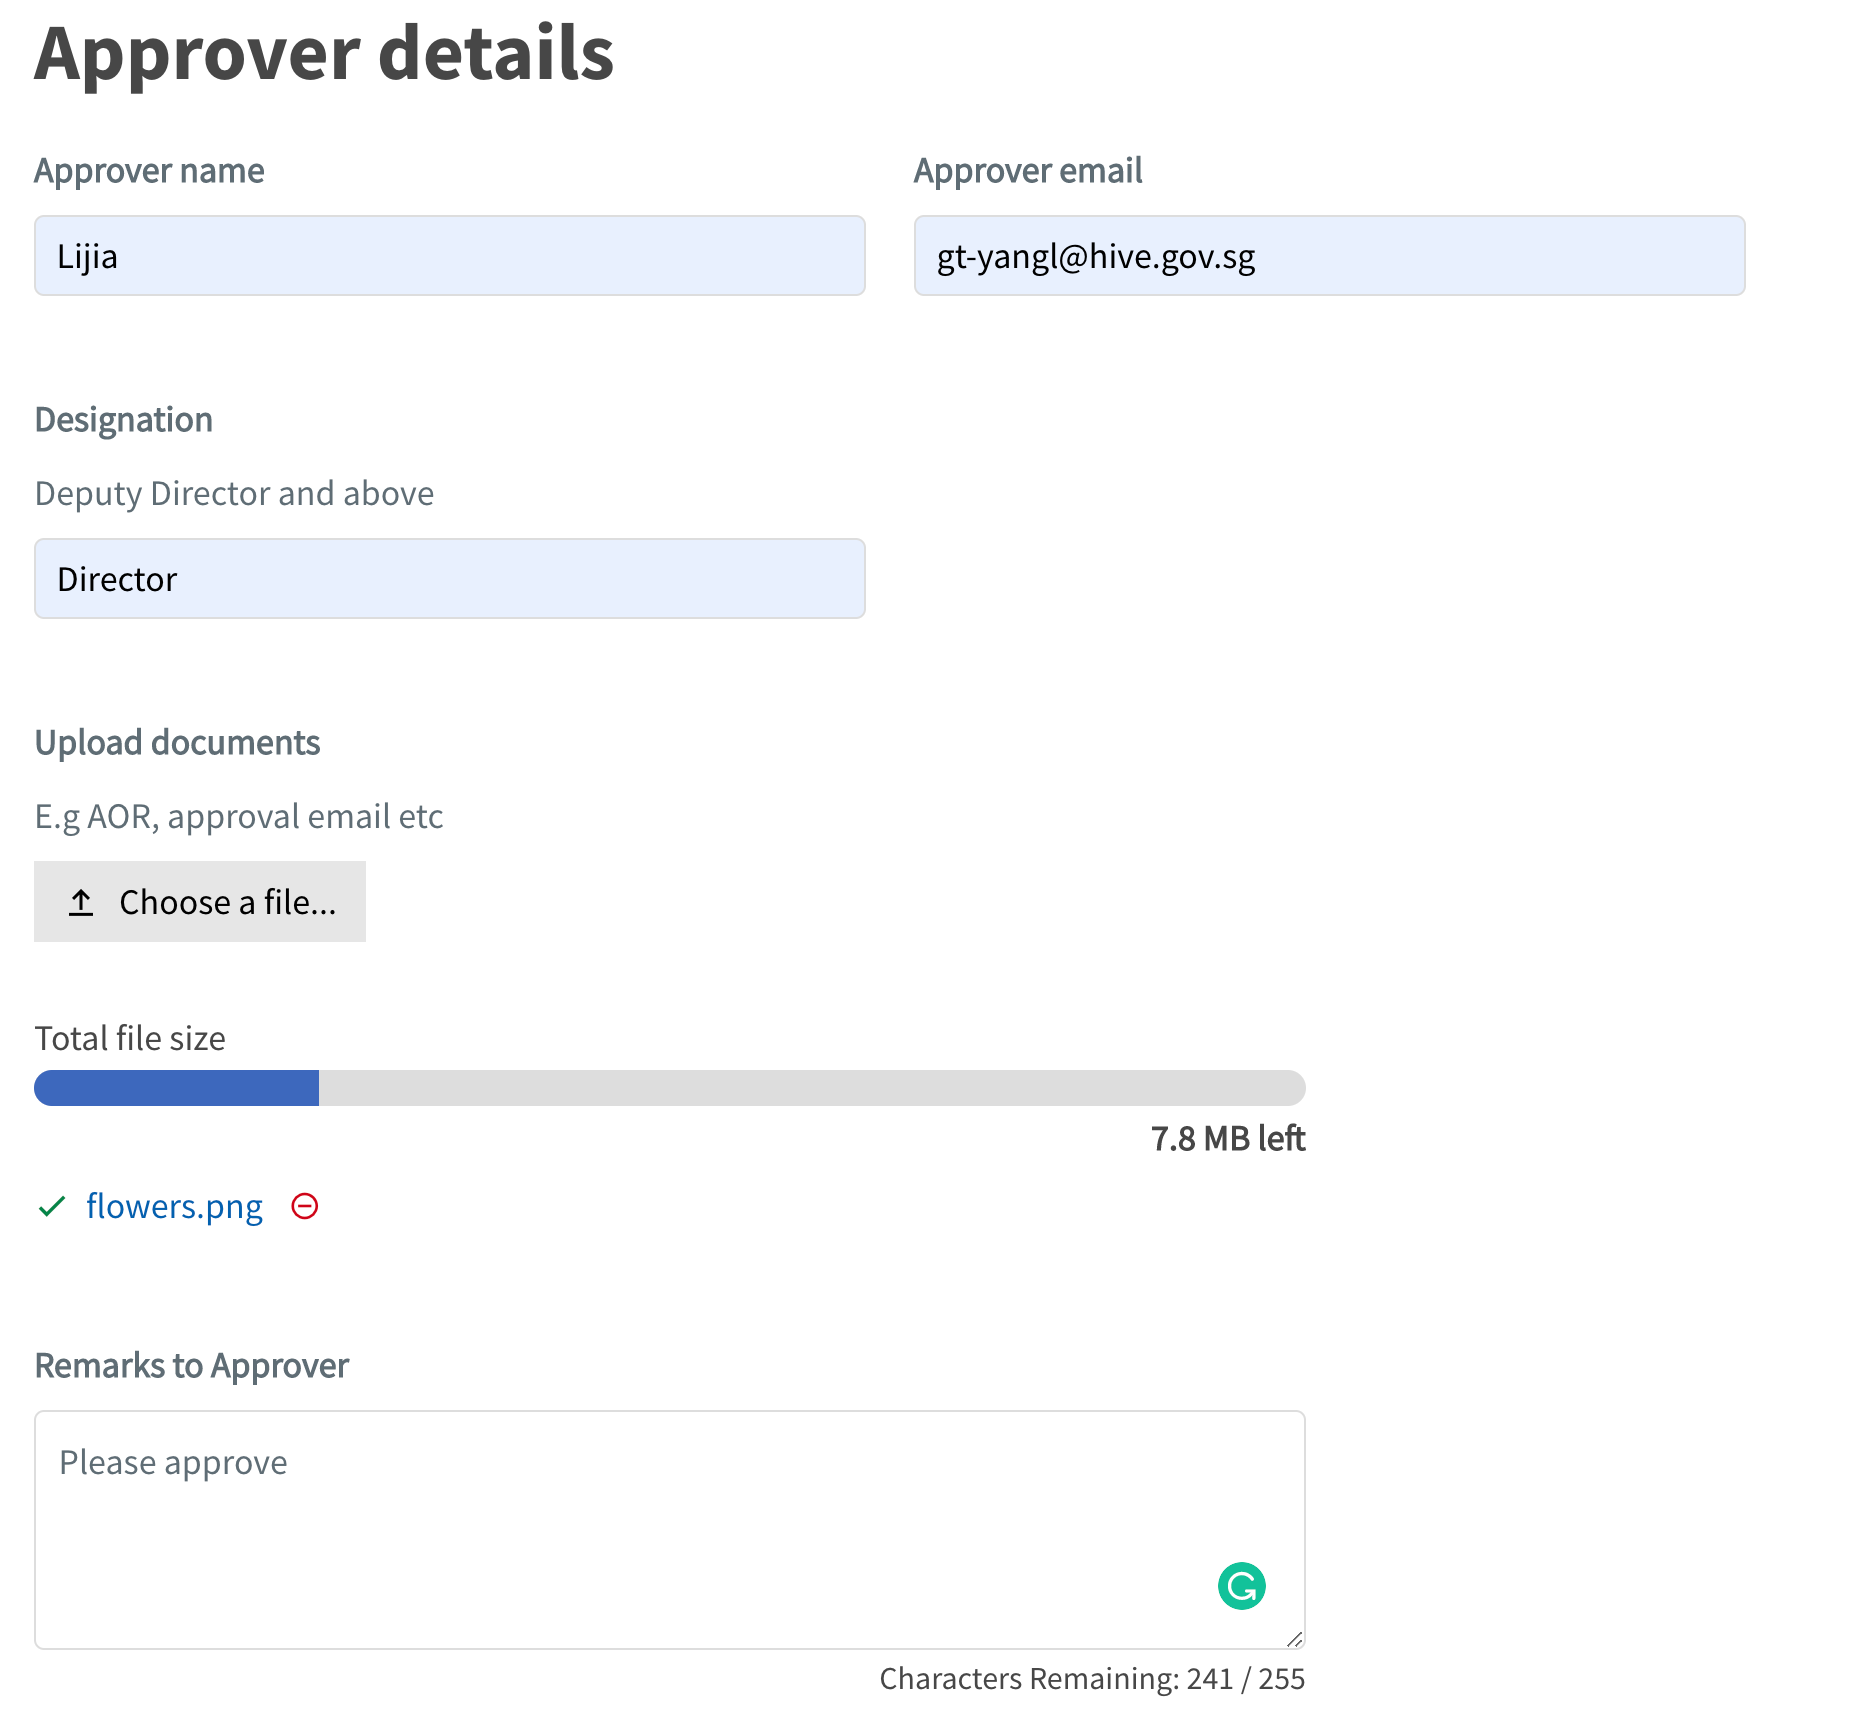 Approver details
Approver name
Approver email
Lijia
gt-yangl@hive.gov.sg
Designation
Deputy Director and above
Director
Upload documents
E.g AOR, approval email etc
Choose a file...
Total file size
7.8 MB left
flowers.png
Remarks to Approver
Please approve
Characters Remaining: 241 / 255